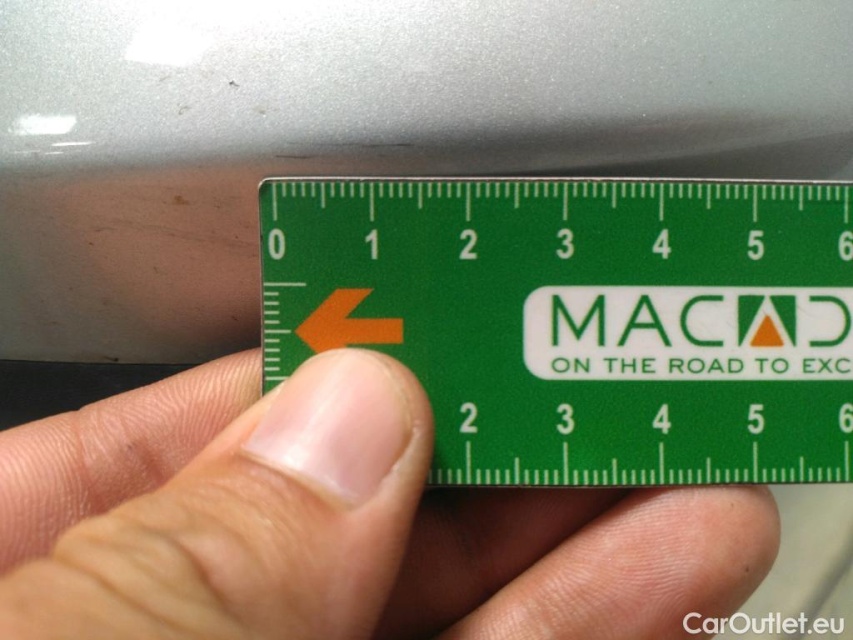 0 1 2 3 4 5 6
MACAD
ON THE ROAD TO EXC
2 3 4 5 6
CarOutlet.eu